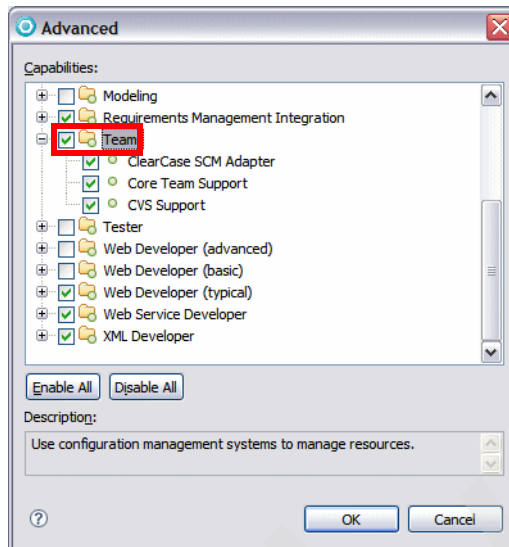 Advanced
Capabilities:
Modeling
Requirements Management Integration
Team
ClearCase SCM Adapter
Core Team Support
CVS Support
Tester
Web Developer (advanced)
Web Developer (basic)
Web Developer (typical)
Web Service Developer
XML Developer
Enable All Disable All
Description:
Use configuration management systems to manage resources.
? OK Cancel